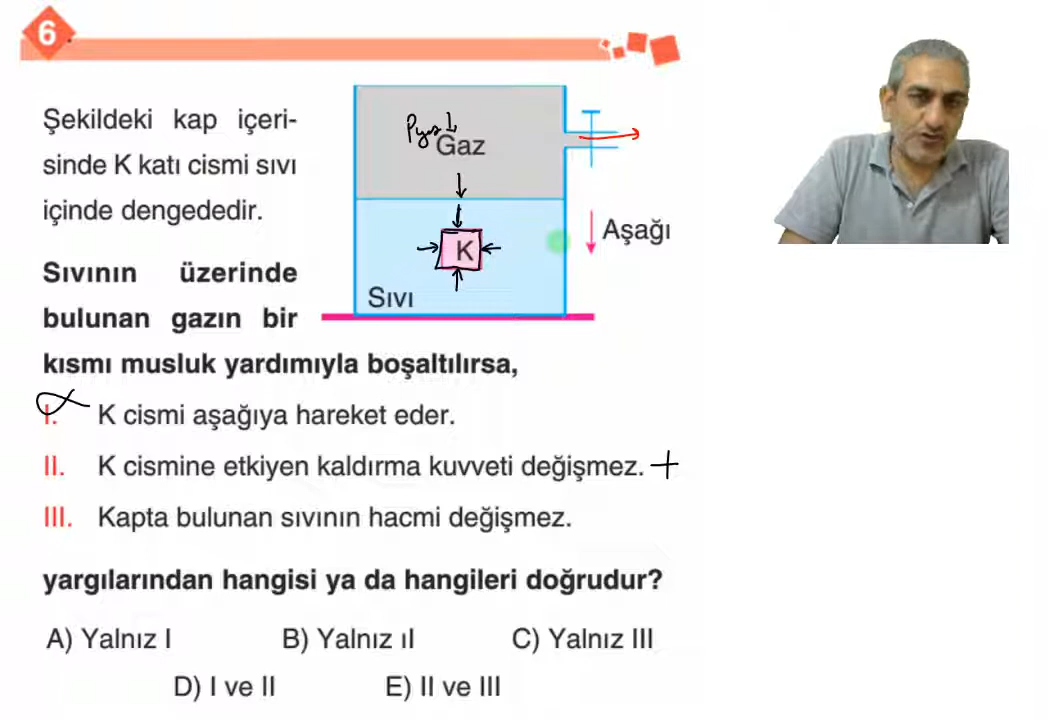 6
Şekildeki kap içeri-
sinde K katı cismi sıvı
içinde dengededir.
Sıvının üzerinde
bulunan gazın bir
kısmı musluk yardımıyla boşaltılırsa,
Gaz
K
Sıvı
Aşağı
I. K cismi aşağıya hareket eder.
II. K cismine etkiyen kaldırma kuvveti değişmez. +
III. Kapta bulunan sıvının hacmi değişmez.
yargılarından hangisi ya da hangileri doğrudur?
A) Yalnız I B) Yalnız ıl C) Yalnız III
D) I ve II E) II ve III